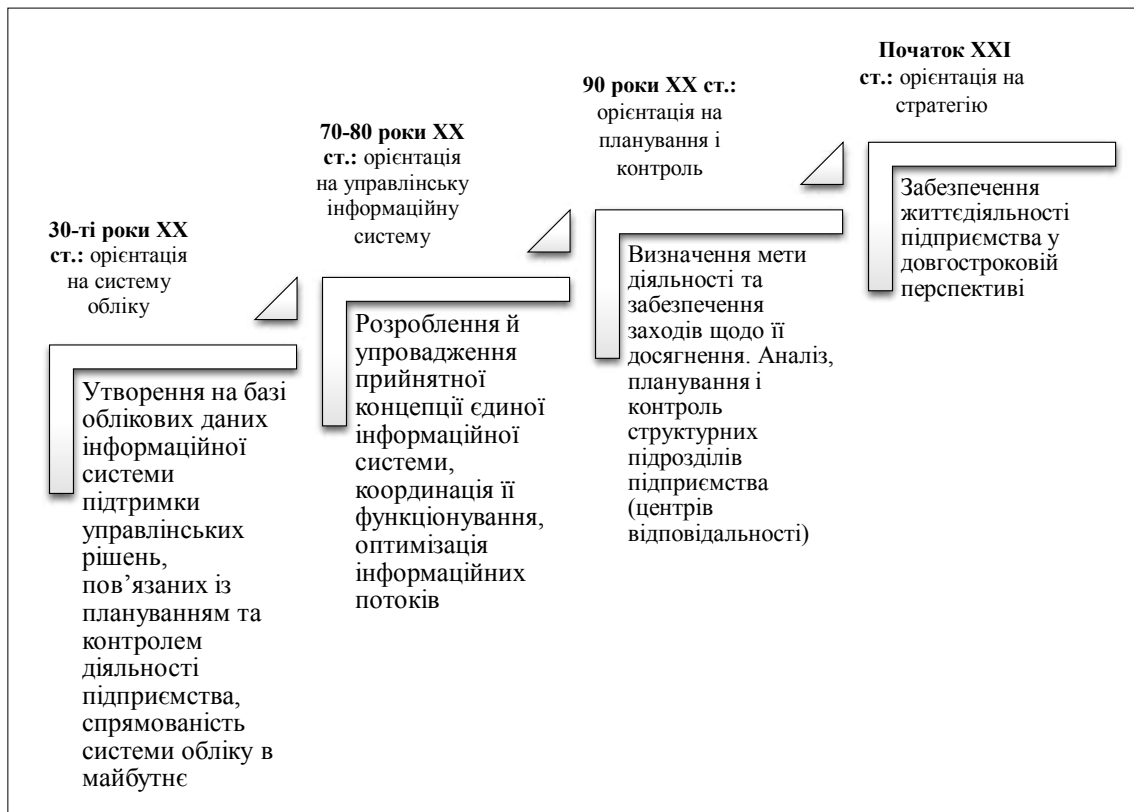 30-ті роки XX
ст.: орієнтація
на систему
обліку
Утворення на базі
облікових даних
інформаційної
системи
підтримки
управлінських
рішень,
пов’язаних із
плануванням та
контролем
діяльності
підприємства,
спрямованість
системи обліку в
майбутнє
70-80 роки XX
ст.: орієнтація
на управлінську
інформаційну
систему
Розроблення й
упровадження
прийнятної
концепції єдиної
інформаційної
системи,
координація її
функціонування,
оптимізація
інформаційних
потоків
90 роки XX ст.:
орієнтація на
планування і
контроль
Визначення мети
діяльності та
забезпечення
заходів щодо її
досягнення. Аналіз,
планування і
контроль
структурних
підрозділів
підприємства
(центрів
відповідальності)
Початок XXI
ст.: орієнтація на
стратегію
Забезпечення
життєдіяльності
підприємства у
довгостроковій
перспективі